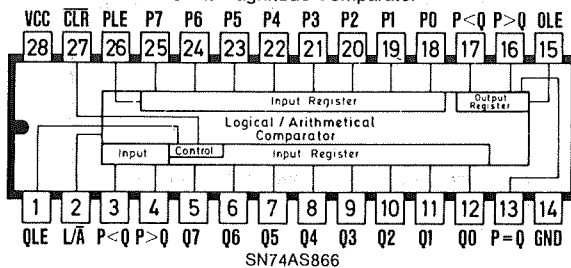 Magnitude Comparator
VCC CLR PLE P7 P6 P5 P4 P3 P2 P1 P0 P<Q P>Q OLE
28 27 26 25 24 23 22 21 20 19 18 17 16 15
Input Register
Output
Register
Logical / Arithmetical
Comparator
Input
Control
Input Register
1 2 3 4 5 6 7 8 9 10 11 12 13 14
QLE L/A̅ P<Q P>Q Q7 Q6 Q5 Q4 Q3 Q2 Q1 Q0 P=Q GND
SN74AS866